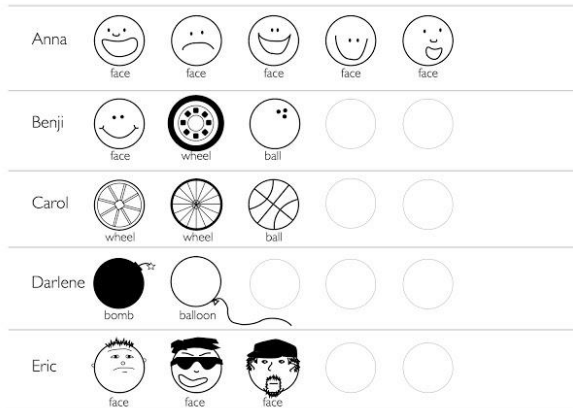 Anna
face face face face face
Benji
face wheel ball
Carol
wheel wheel ball
Darlene
bomb balloon
Eric
face face face